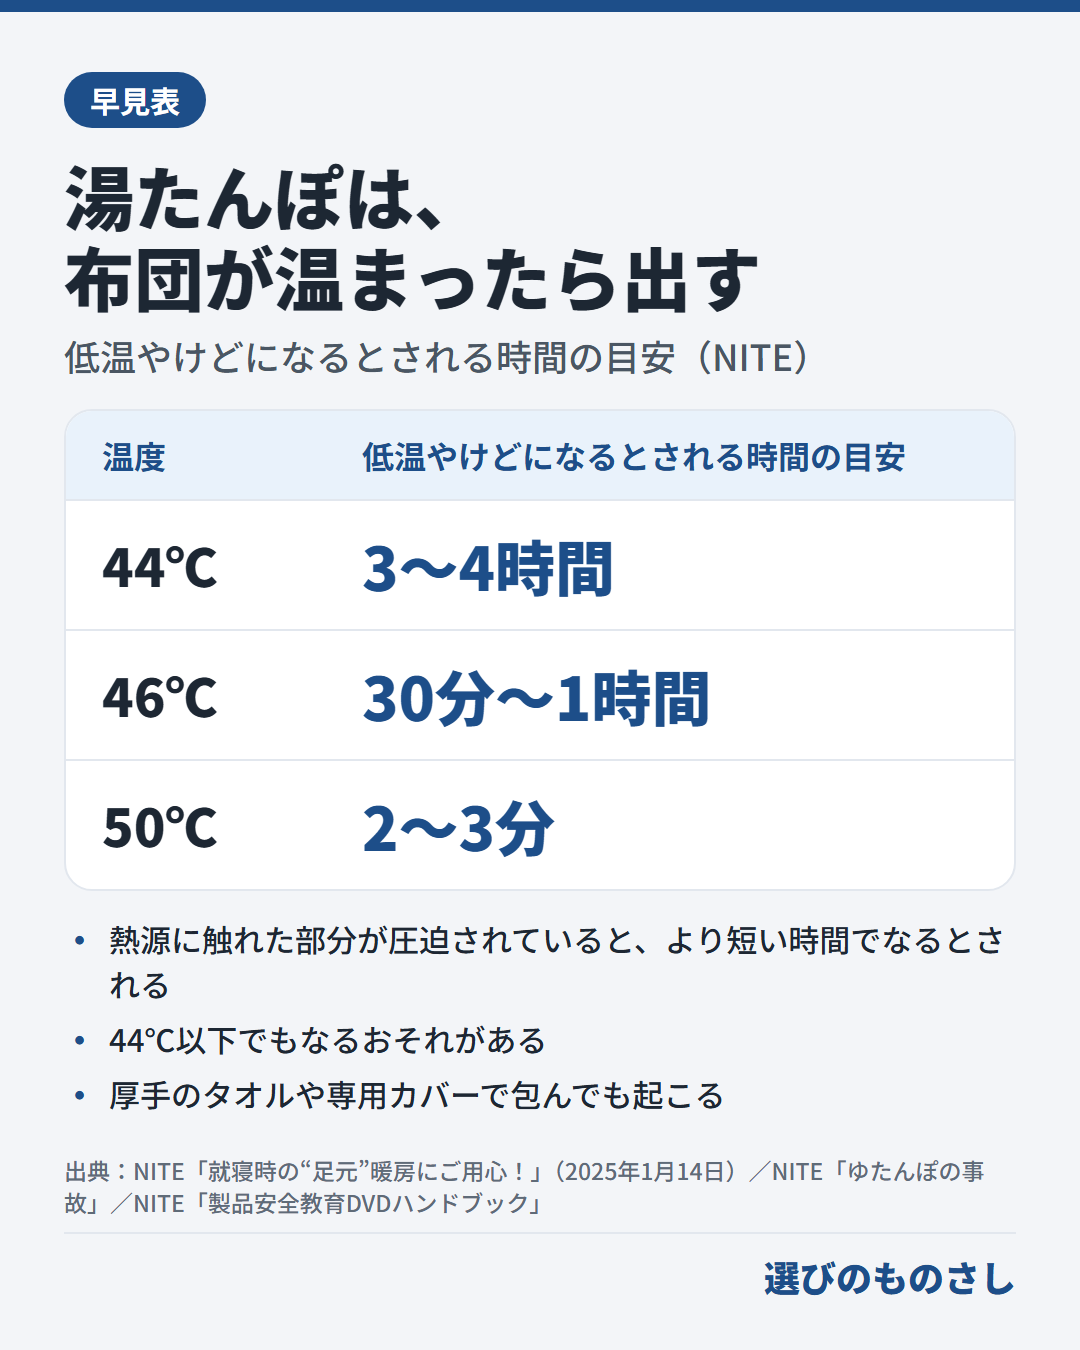 早見表
湯たんぽは、
布団が温まったら出す
低温やけどになるとされる時間の目安（NITE）
温度 低温やけどになるとされる時間の目安
44℃ 3〜4時間
46℃ 30分〜1時間
50℃ 2〜3分
• 熱源に触れた部分が圧迫されていると、より短い時間でなるとさ
れる
• 44℃以下でもなるおそれがある
• 厚手のタオルや専用カバーで包んでも起こる
出典：NITE「就寝時の“足元”暖房にご用心！」（2025年1月14日）／NITE「ゆたんぽの事
故」／NITE「製品安全教育DVDハンドブック」
選びのものさし